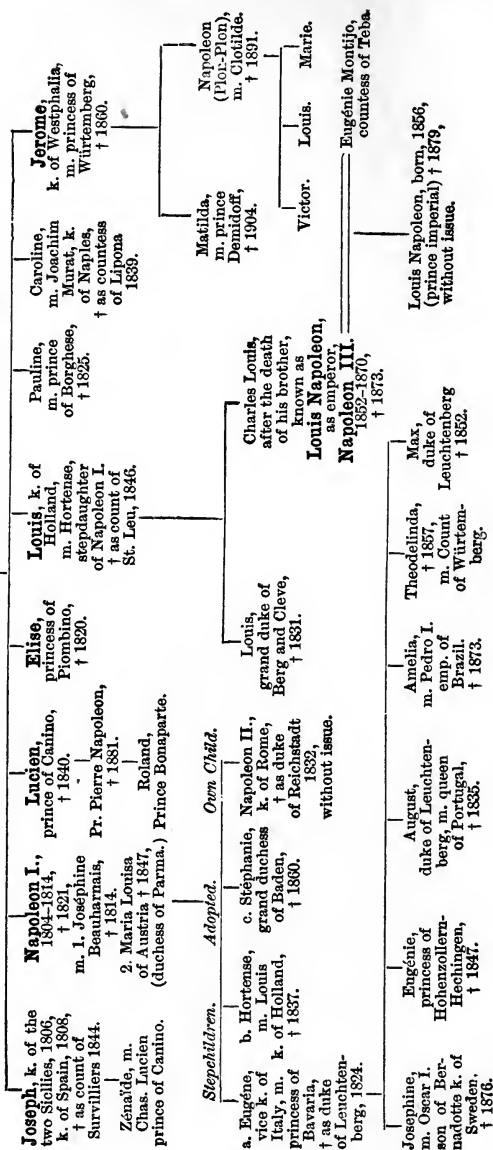 Joseph, k. of the
two Sicilies, 1806,
k. of Spain, 1808,
† as count of
Survilliers 1844.
Zénaïde, m.
Chas. Lucien
prince of Canino.
Napoleon I.,
1804–1814,
† 1821,
m. 1. Joséphine
Beauharnais,
† 1814.
2. Maria Louisa
of Austria † 1847,
(duchess of Parma.)
Lucien,
prince of Canino,
† 1840.
Pr. Pierre Napoleon,
† 1881.
Roland,
Prince Bonaparte.
Elise,
princess of
Piombino,
† 1820.
Louis, k. of
Holland,
m. Hortense,
stepdaughter
of Napoleon I.
† as count of
St. Leu, 1846.
Pauline,
m. prince
of Borghese,
† 1825.
Caroline,
m. Joachim
Murat, k.
of Naples,
† as countess
of Lipona
1839.
Jerome,
k. of Westphalia,
m. princess of
Würtemberg,
† 1860.
Stepchildren.
Adopted.
Own Child.
a. Eugéne,
vice k. of
Italy, m.
princess of
Bavaria,
† as duke
of Leuchten-
berg, 1824.
b. Hortense,
m. Louis
k. of Holland,
† 1837.
c. Stéphanie,
grand duchess
of Baden,
† 1860.
Napoleon II.,
k. of Rome,
† as duke
of Reichstadt
1832,
without issue.
Louis,
grand duke of
Berg and Cleve,
† 1831.
Charles Louis,
after the death
of his brother,
known as
Louis Napoleon,
as emperor,
Napoleon III.
1852–1870,
† 1873.
Matilda,
m. prince
Demidoff,
† 1904.
Napoleon
(Plon-Plon),
m. Clotilde.
† 1891.
Victor.
Louis.
Marie.
Eugénie Montijo,
countess of Teba.
Louis Napoleon, born, 1856,
(prince imperial) † 1879,
without issue.
Josephine,
m. Oscar I.
son of Ber-
nadotte k. of
Sweden.
† 1876.
Eugénie,
princess of
Hohenzollern-
Hechingen,
† 1847.
August,
duke of Leuchten-
berg, m. queen
of Portugal,
† 1835.
Amelia,
m. Pedro I.
emp. of
Brazil.
† 1873.
Theodelinda,
† 1857,
m. Count
of Würtem-
berg.
Max,
duke of
Leuchtenberg
† 1852.